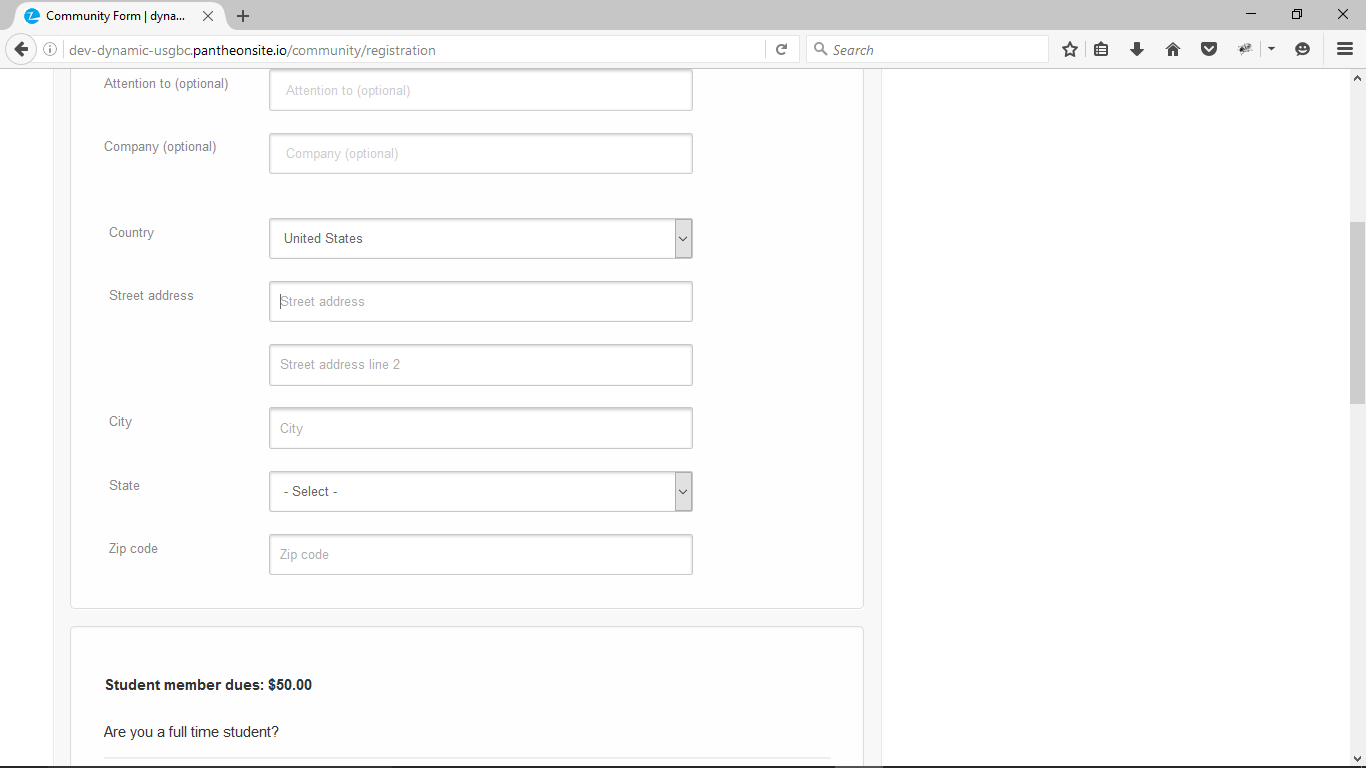 Community Form | dyna...
dev-dynamic-usgbc.pantheonsite.io/community/registration
Search
Attention to (optional)
Attention to (optional)
Company (optional)
Company (optional)
Country
United States
Street address
Street address
Street address line 2
City
City
State
- Select -
Zip code
Zip code
Student member dues: $50.00
Are you a full time student?